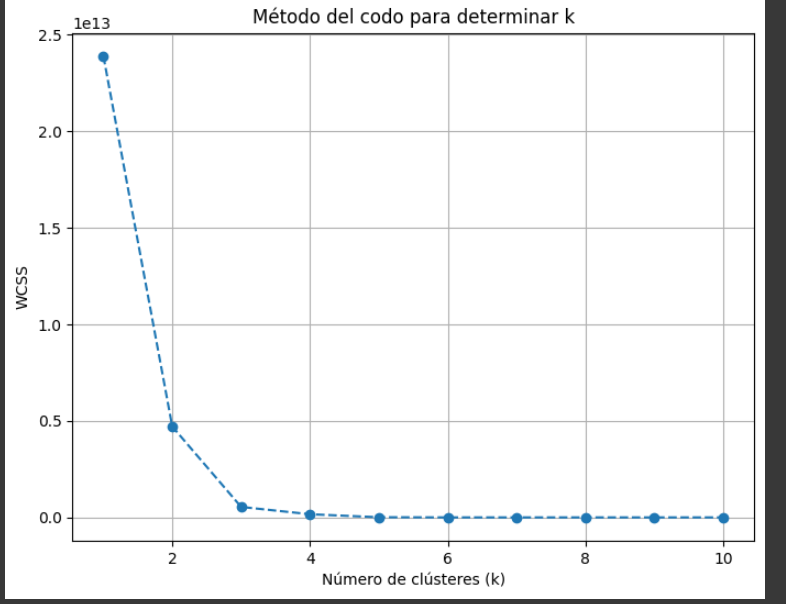 Método del codo para determinar k
1e13
2.5
2.0
1.5
1.0
0.5
0.0
WCSS
2 4 6 8 10
Número de clústeres (k)